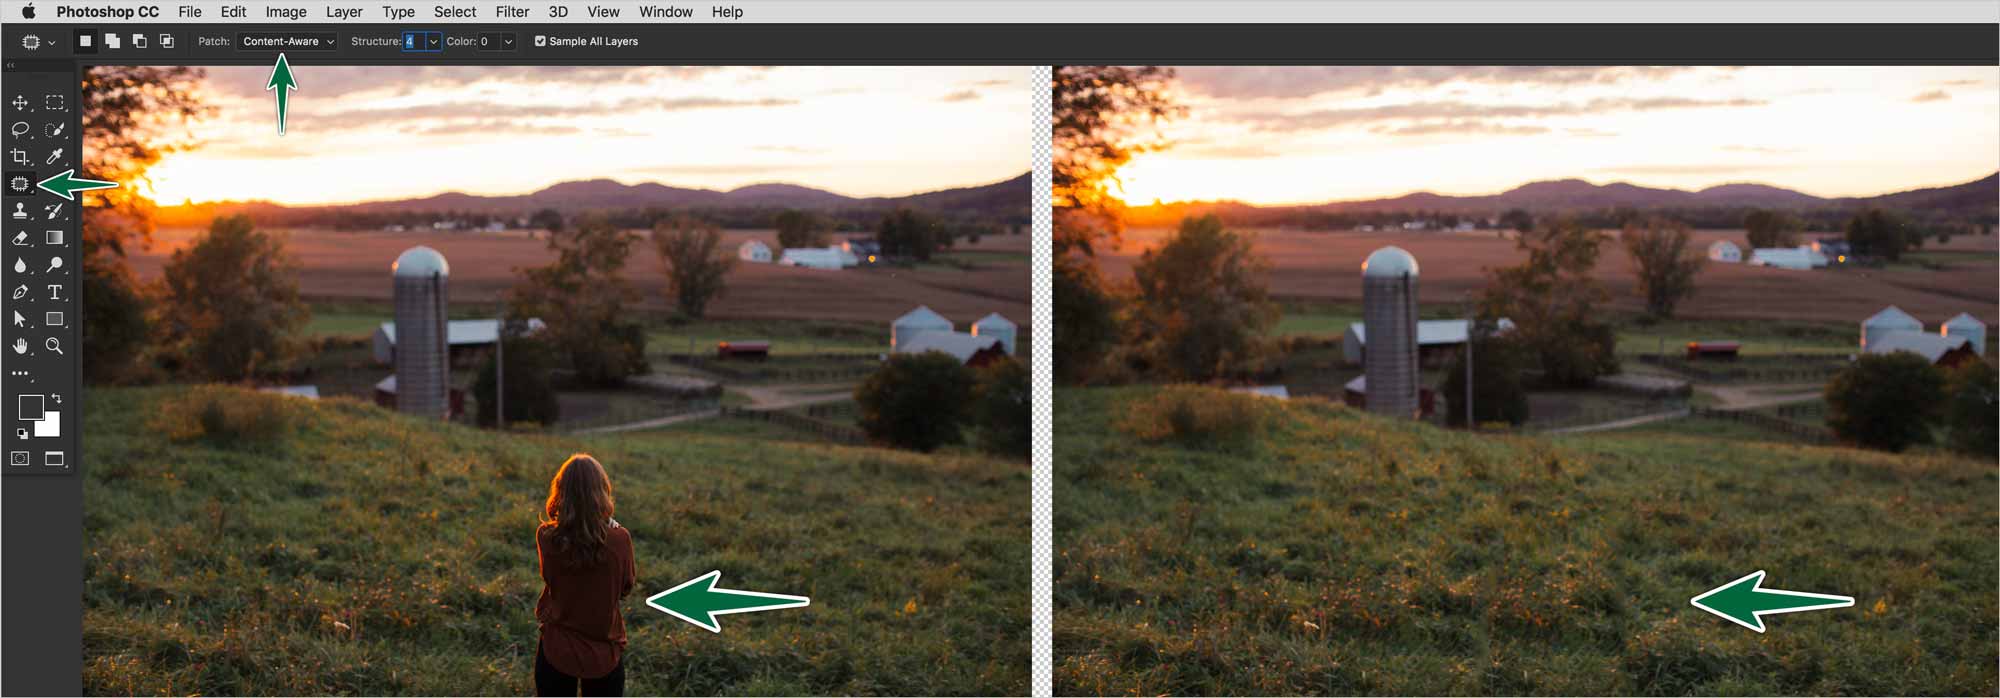 Photoshop CC File Edit Image Layer Type Select Filter 3D View Window Help
Patch: Content-Aware Structure: 4 Color: 0 Sample All Layers
T